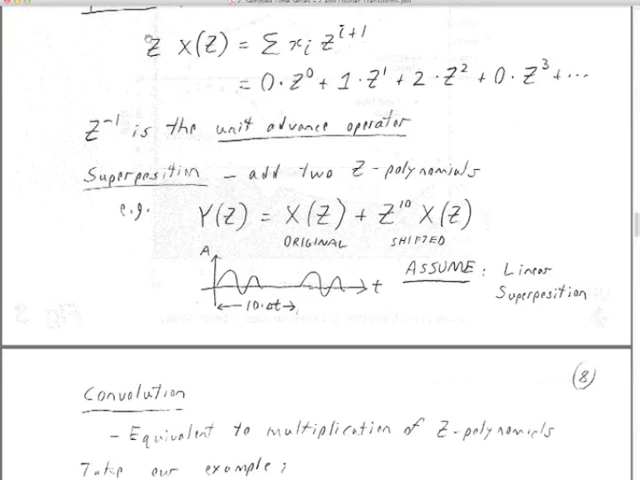 Z X(Z) = Σ xi Z^i+1
= 0·Z^0 + 1·Z^1 + 2·Z^2 + 0·Z^3 + ...
Z^-1 is the unit advance operator
Superposition - add two Z-polynomials
e.g. Y(Z) = X(Z) + Z^10 X(Z)
ORIGINAL SHIFTED
A
ASSUME: Linear
Superposition
t
10·Δt
(8)
Convolution
- Equivalent to multiplication of Z-polynomials
Take our example;